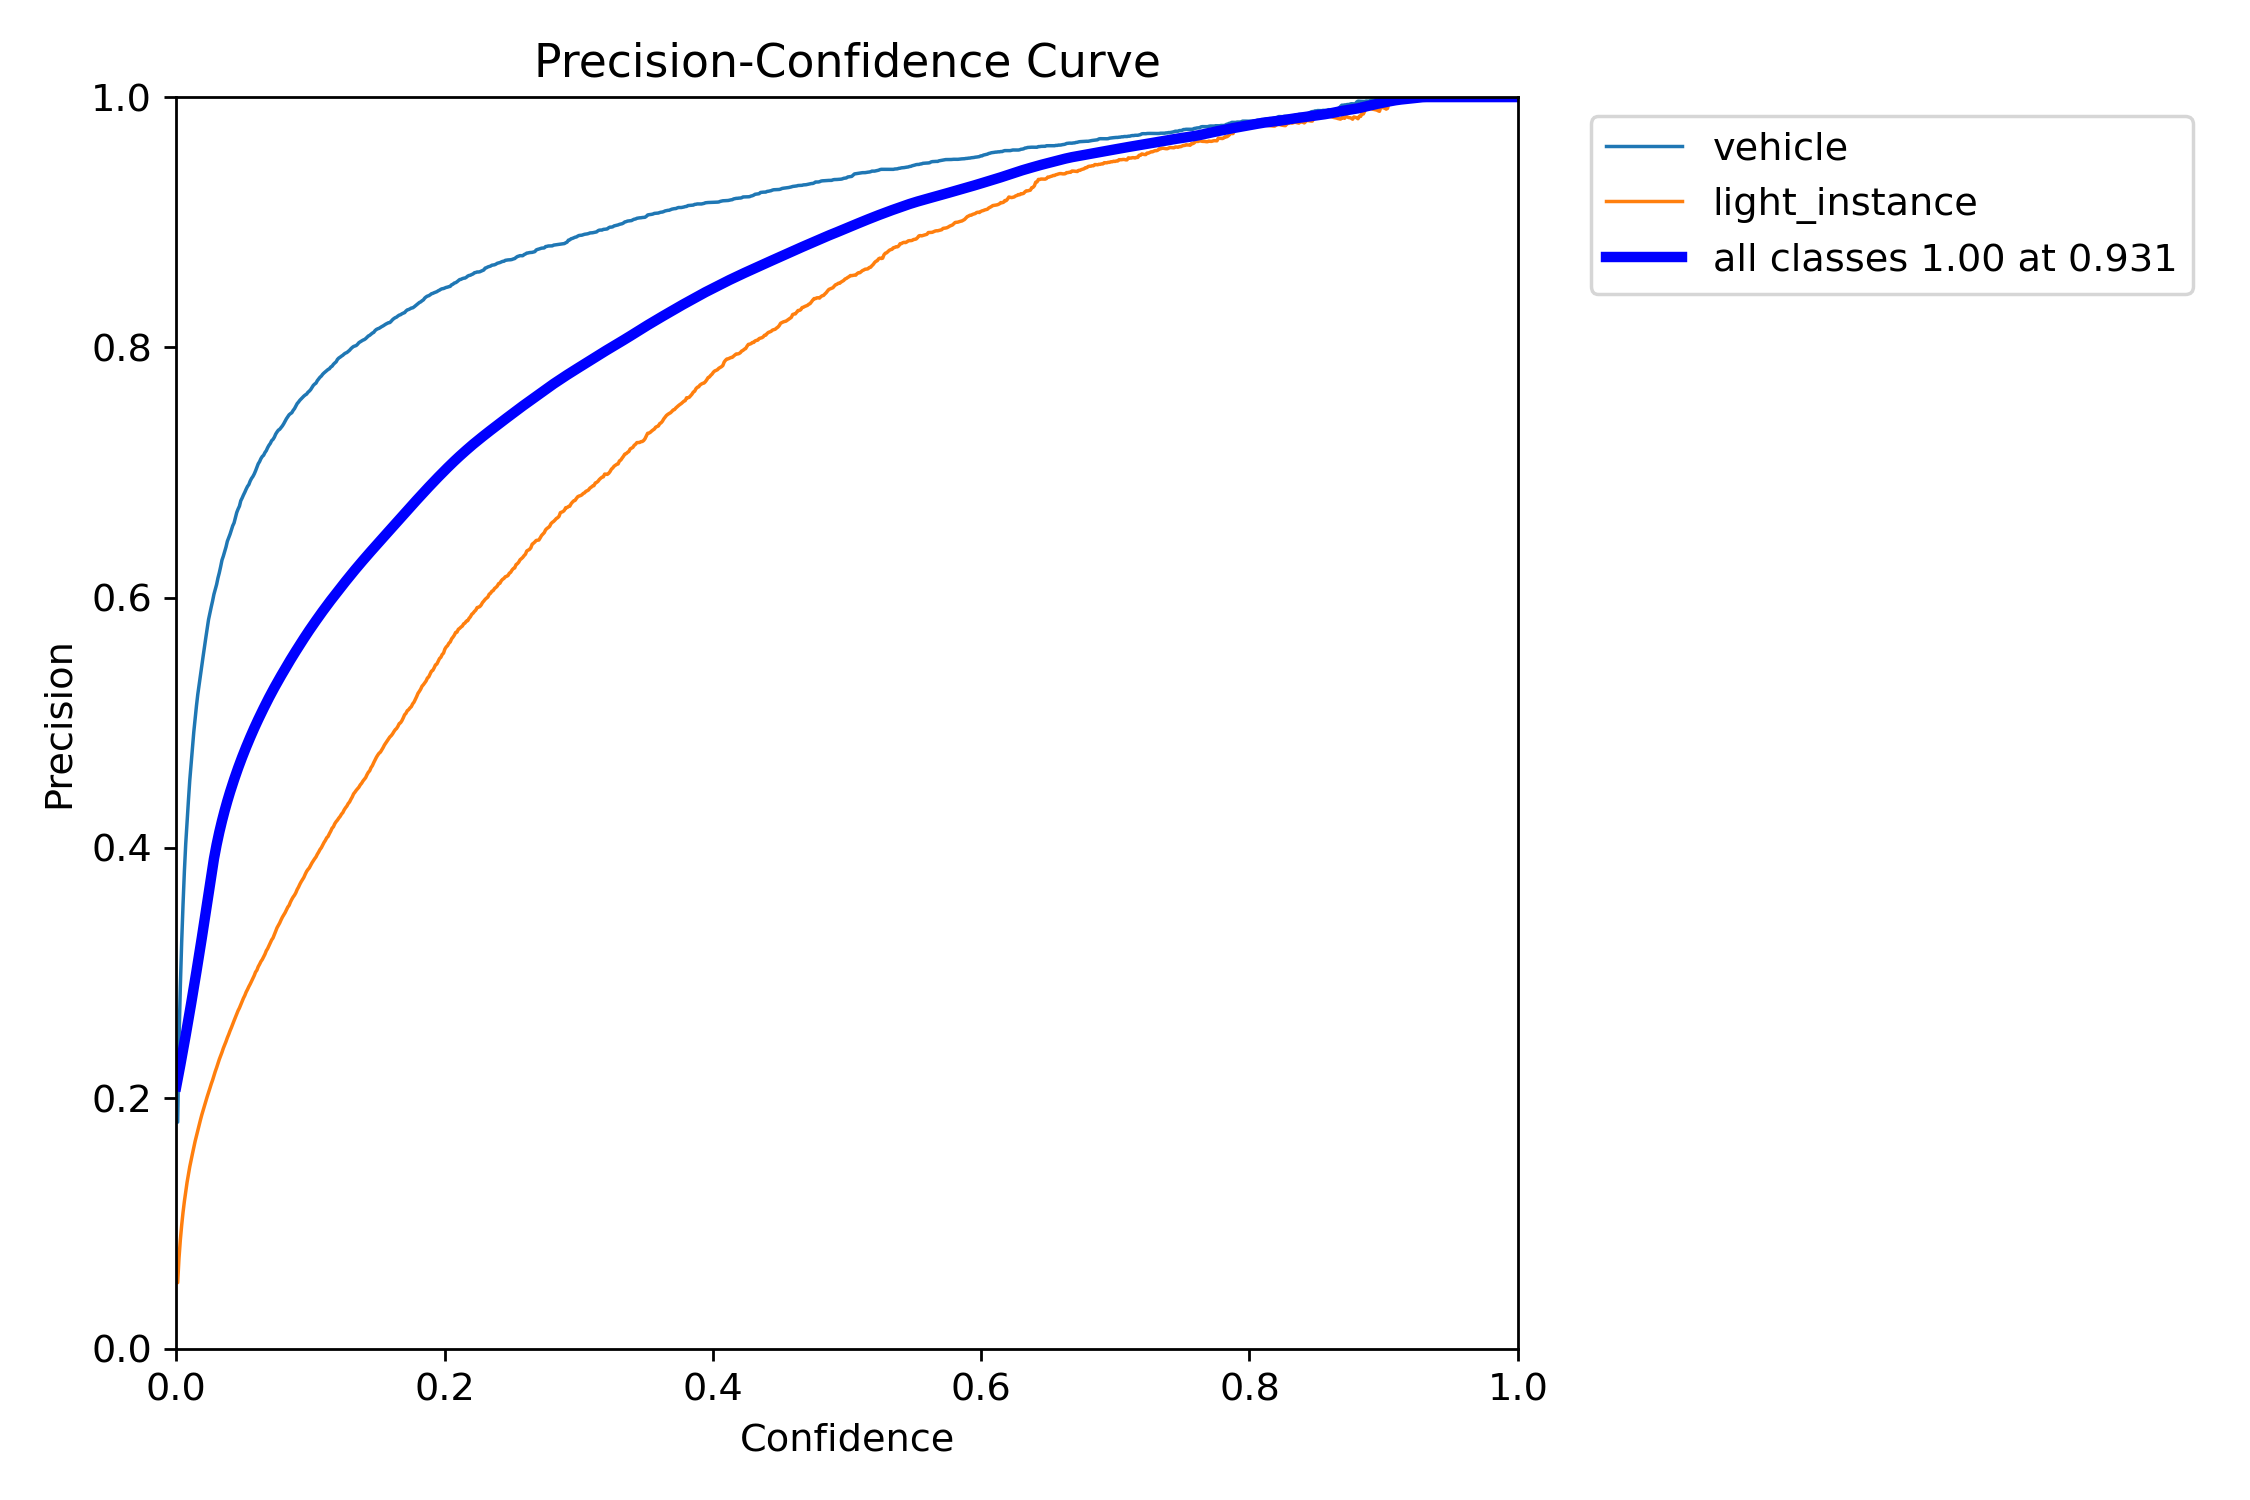 Precision-Confidence Curve
1.0
0.8
0.6
0.4
0.2
0.0
Precision
0.0 0.2 0.4 0.6 0.8 1.0
Confidence
vehicle
light_instance
all classes 1.00 at 0.931